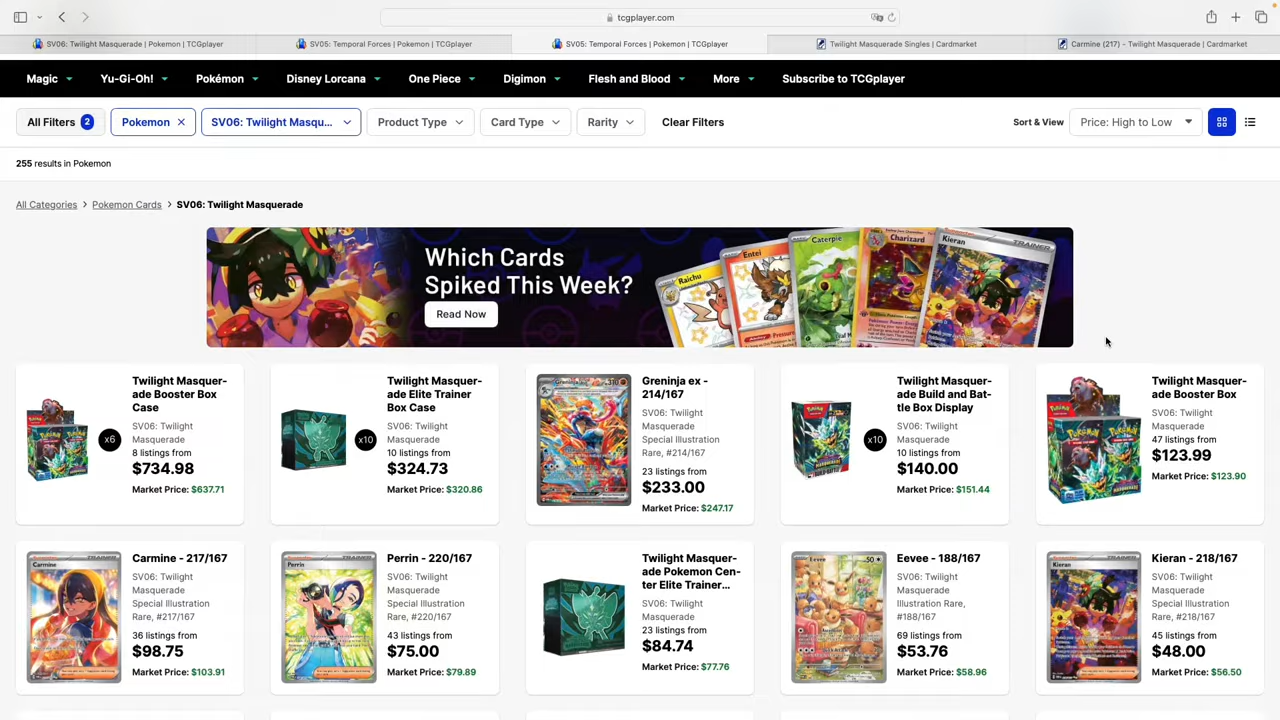 tcgplayer.com
SV06: Twilight Masquerade | Pokemon | TCGplayer
SV05: Temporal Forces | Pokemon | TCGplayer
SV05: Temporal Forces | Pokemon | TCGplayer
Twilight Masquerade Singles | Cardmarket
Carmine (217) - Twilight Masquerade | Cardmarket
Magic
Yu-Gi-Oh!
Pokémon
Disney Lorcana
One Piece
Digimon
Flesh and Blood
More
Subscribe to TCGplayer
All Filters 2
Pokemon
SV06: Twilight Masqu...
Product Type
Card Type
Rarity
Clear Filters
Sort & View
Price: High to Low
255 results in Pokemon
All Categories > Pokemon Cards > SV06: Twilight Masquerade
Which Cards
Spiked This Week?
Read Now
Raichu
Entei
Caterpie
Charizard
Kieran
TRAINER
Twilight Masquer-
ade Booster Box
Case
SV06: Twilight
Masquerade
8 listings from
$734.98
Market Price: $637.71
x6
Twilight Masquer-
ade Elite Trainer
Box Case
SV06: Twilight
Masquerade
10 listings from
$324.73
Market Price: $320.86
x10
Greninja ex -
214/167
SV06: Twilight
Masquerade
Special Illustration
Rare, #214/167
23 listings from
$233.00
Market Price: $247.17
Twilight Masquer-
ade Build and Bat-
tle Box Display
SV06: Twilight
Masquerade
10 listings from
$140.00
Market Price: $151.44
x10
Twilight Masquer-
ade Booster Box
SV06: Twilight
Masquerade
47 listings from
$123.99
Market Price: $123.90
Carmine
Carmine - 217/167
SV06: Twilight
Masquerade
Special Illustration
Rare, #217/167
36 listings from
$98.75
Market Price: $103.91
Perrin
Perrin - 220/167
SV06: Twilight
Masquerade
Special Illustration
Rare, #220/167
43 listings from
$75.00
Market Price: $79.89
Twilight Masquer-
ade Pokemon Cen-
ter Elite Trainer...
SV06: Twilight
Masquerade
23 listings from
$84.74
Market Price: $77.76
Eevee
Eevee - 188/167
SV06: Twilight
Masquerade
Illustration Rare,
#188/167
69 listings from
$53.76
Market Price: $58.96
Kieran
Kieran - 218/167
SV06: Twilight
Masquerade
Special Illustration
Rare, #218/167
45 listings from
$48.00
Market Price: $56.50